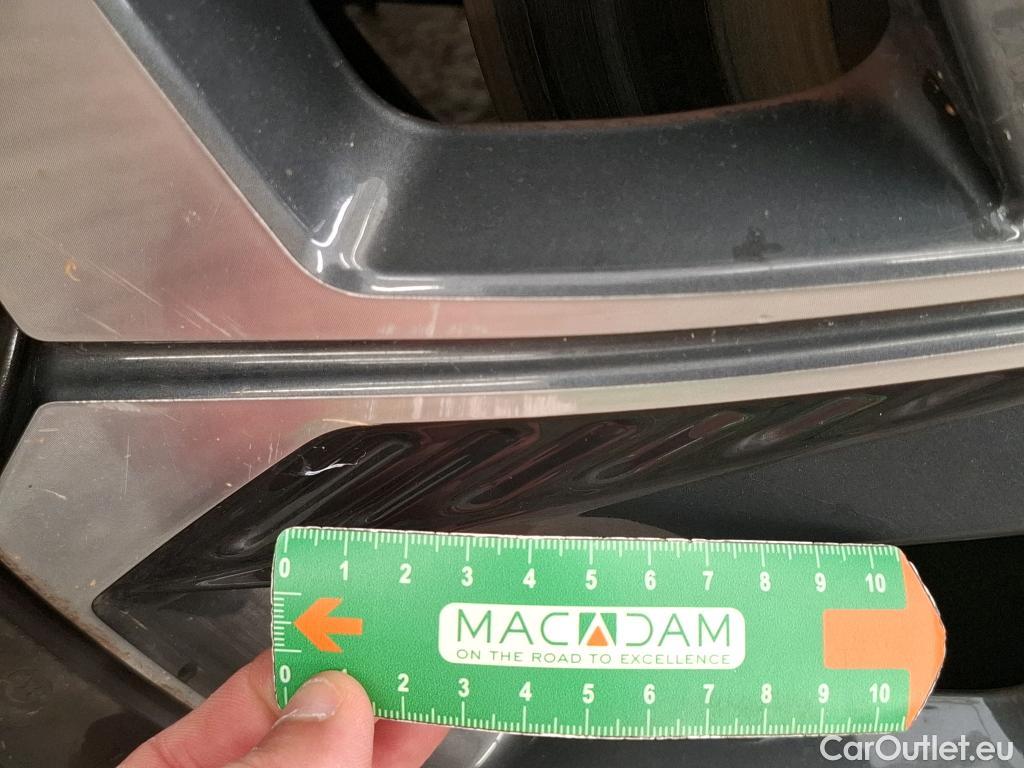 0 1 2 3 4 5 6 7 8 9 10
MACADAM
ON THE ROAD TO EXCELLENCE
0 1 2 3 4 5 6 7 8 9 10
CarOutlet.eu